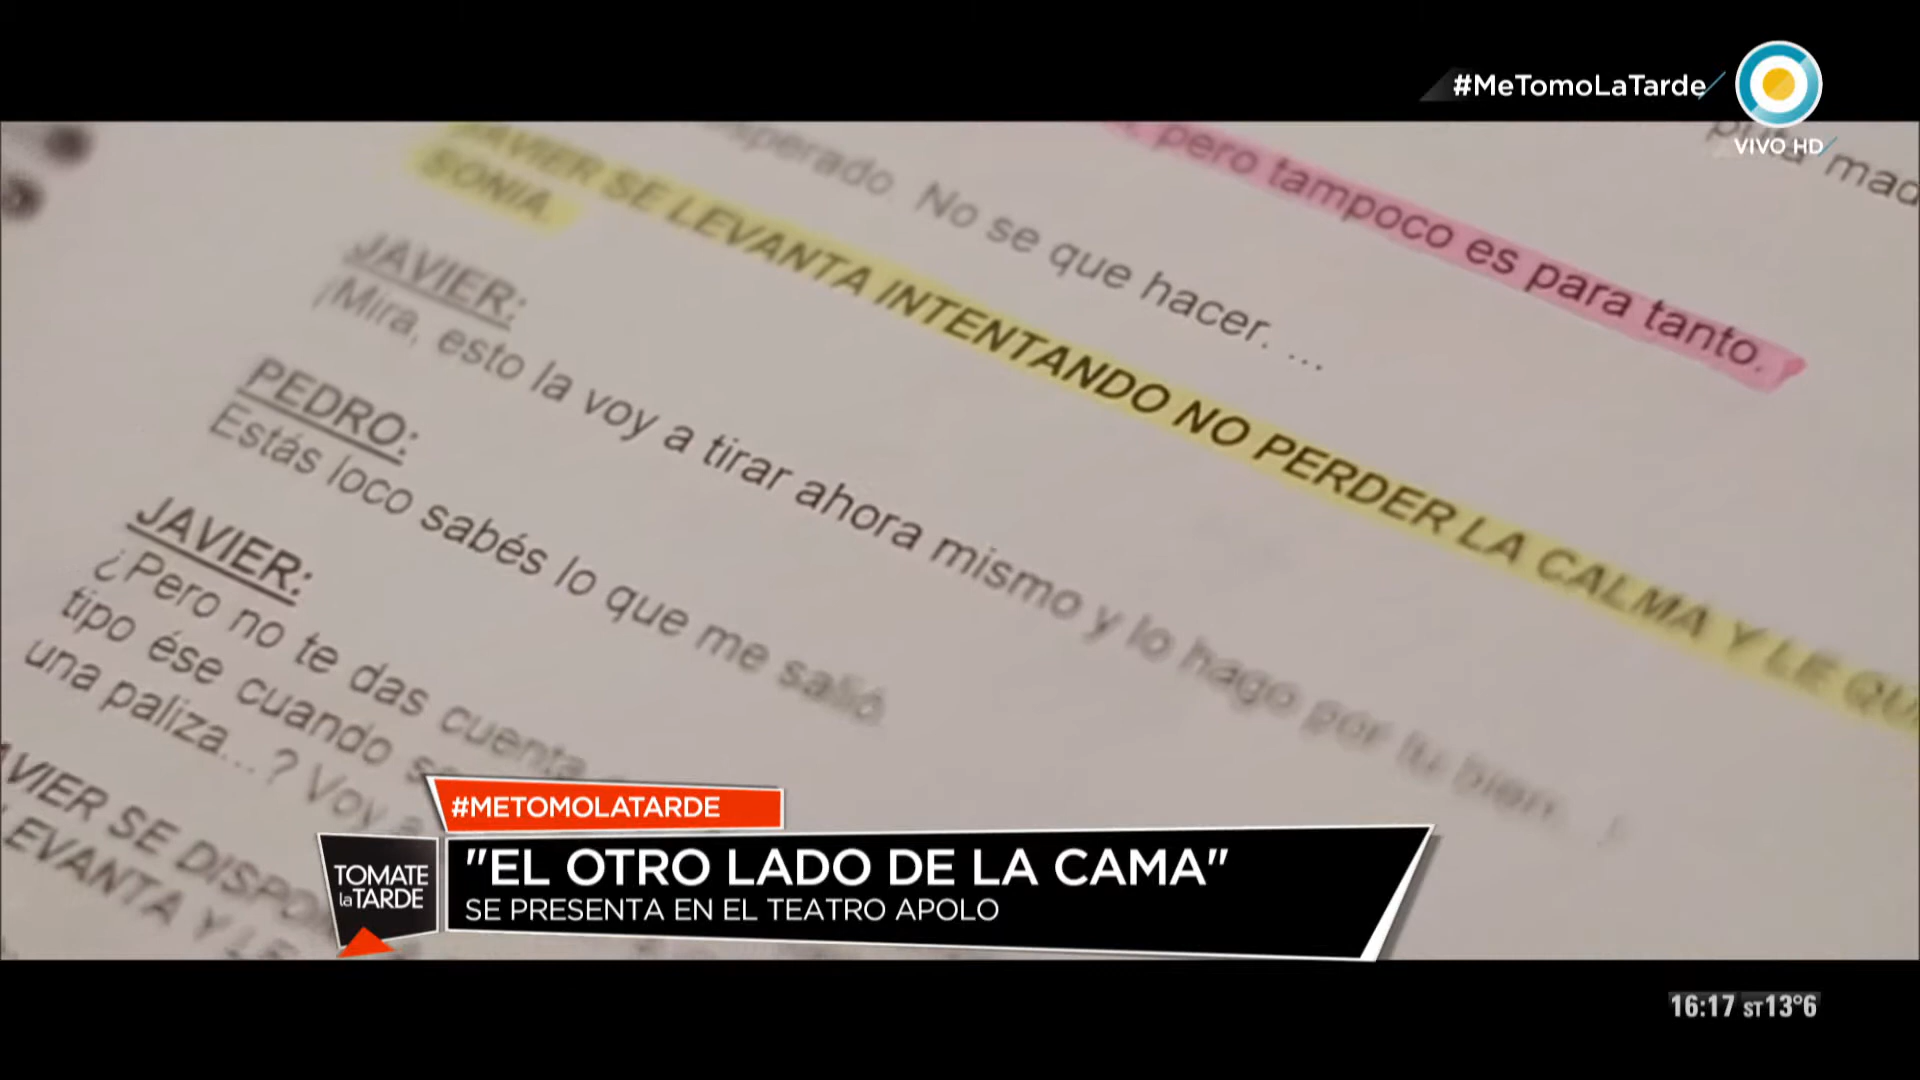 #MeTomoLaTarde
VIVO HD
pero tampoco es para tanto.
No se que hacer. ...
JAVIER SE LEVANTA INTENTANDO NO PERDER LA CALMA Y LE
SONIA.
JAVIER:
¡Mira, esto la voy a tirar ahora mismo y lo hago por tu bien...
PEDRO:
Estás loco sabés lo que me salió
JAVIER:
¿Pero no te das cuenta
tipo ése cuando
una paliza...? Voy a
SE DISPON
LEVANTA Y LE
#METOMOLATARDE
TOMATE
la TARDE
"EL OTRO LADO DE LA CAMA"
SE PRESENTA EN EL TEATRO APOLO
16:17 ST 13°6